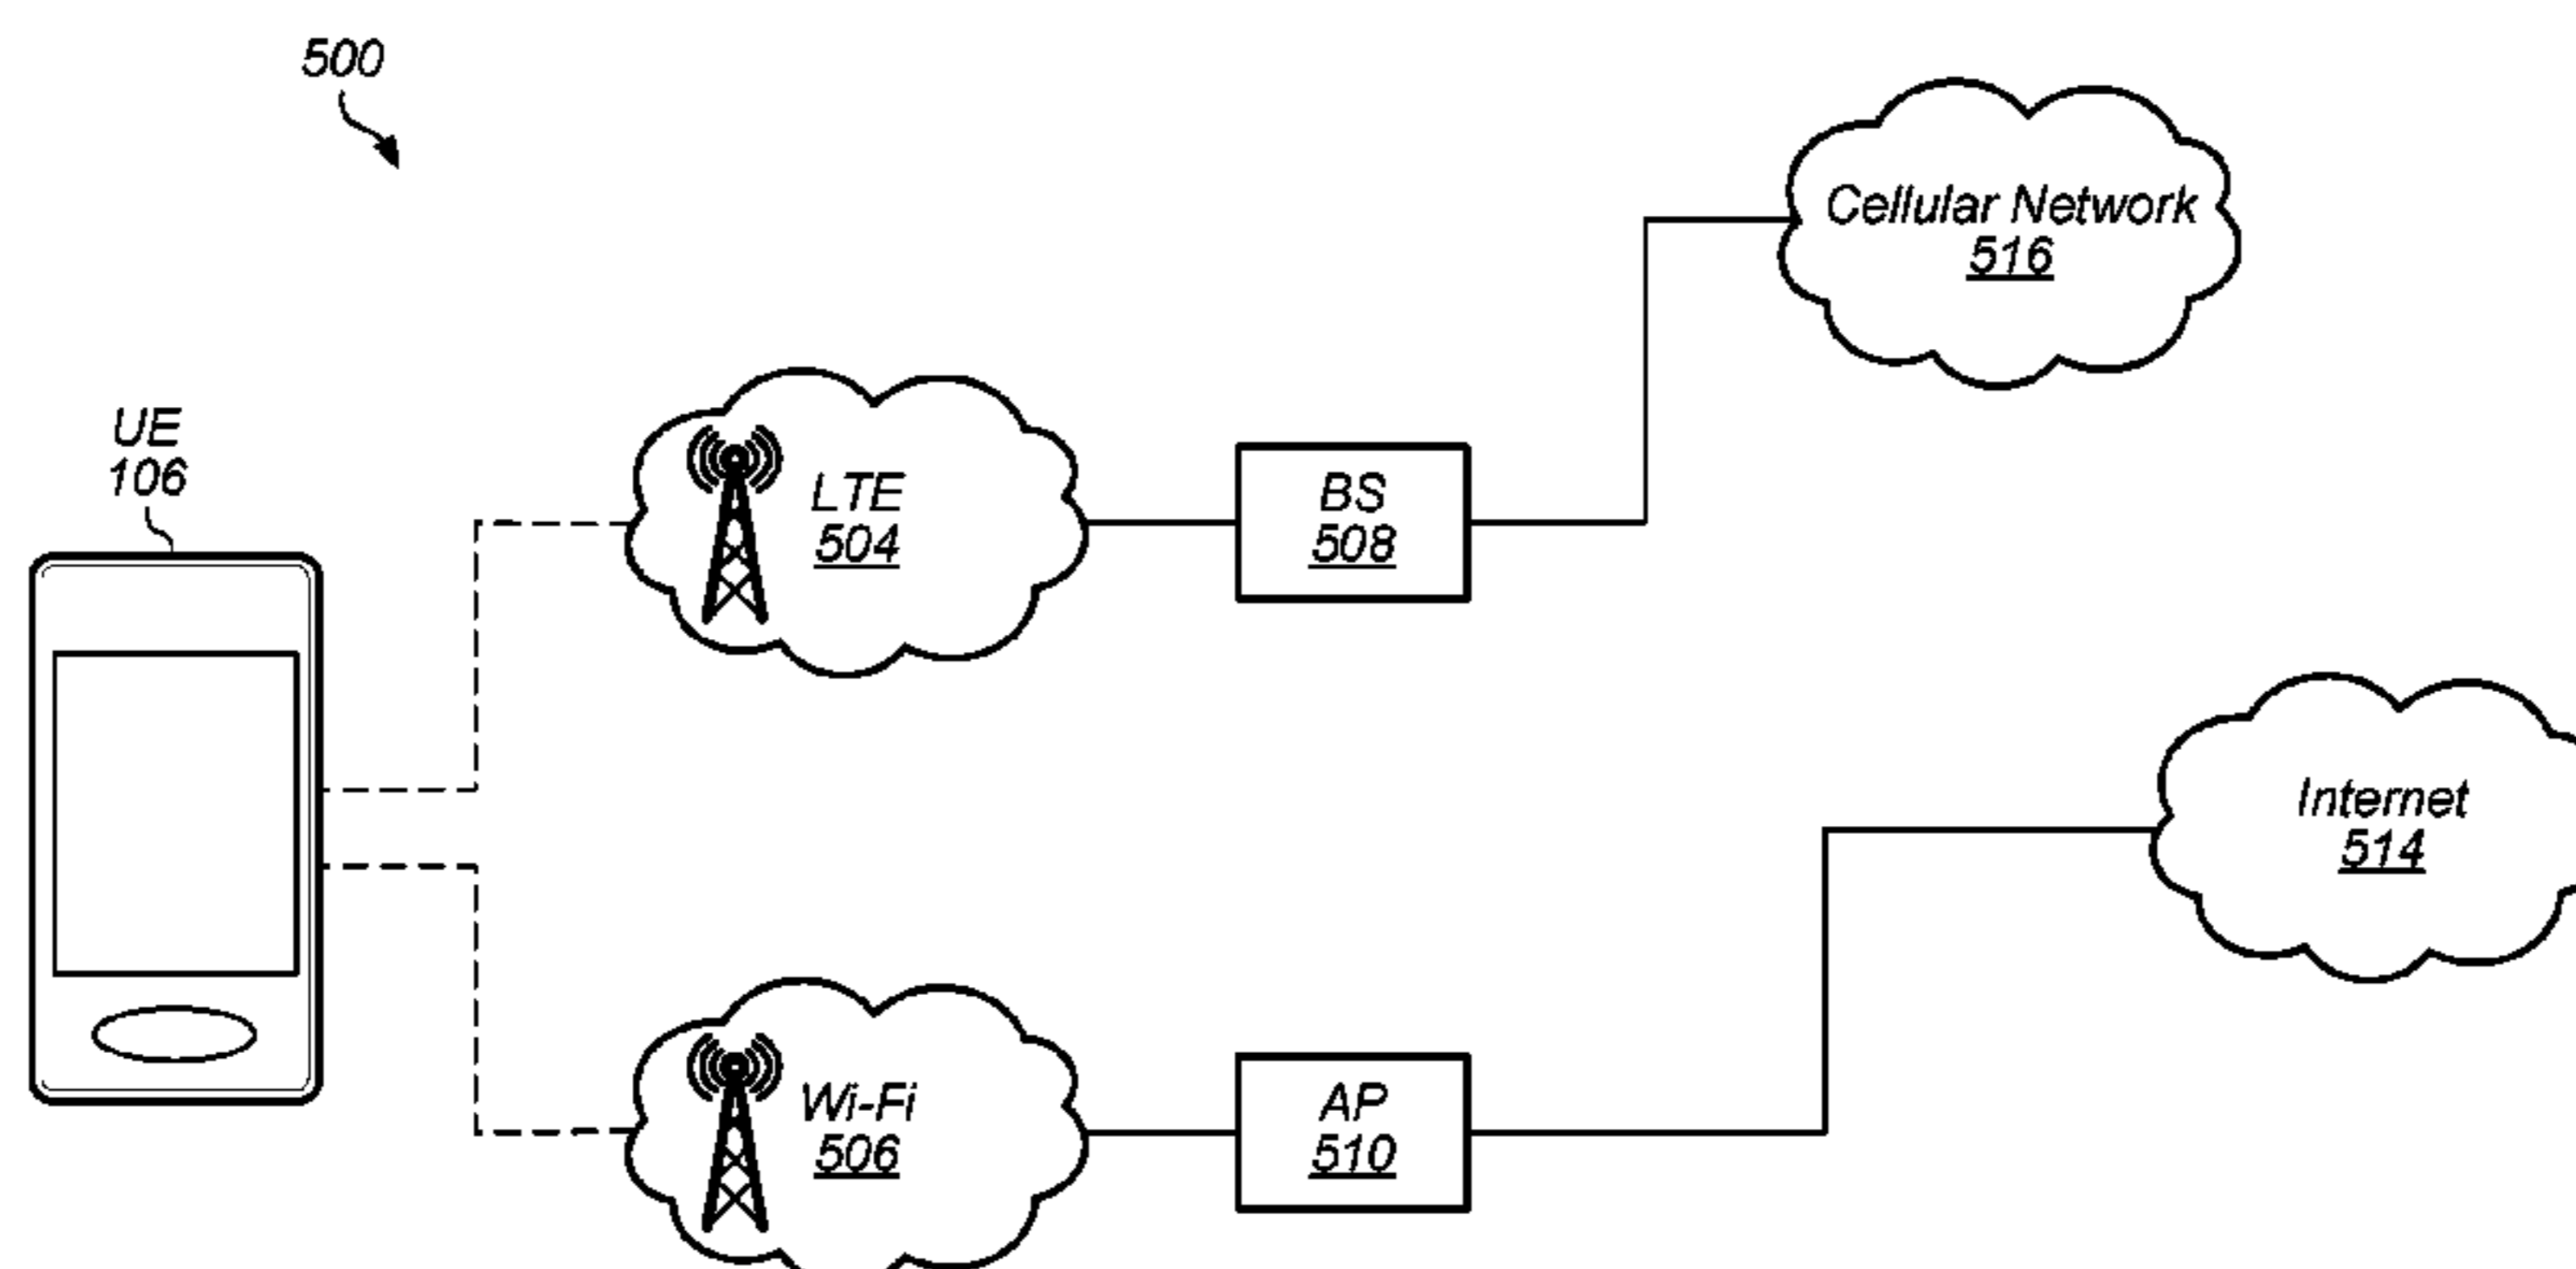 500
Cellular Network
516
UE
106
LTE
504
BS
508
Internet
514
Wi-Fi
506
AP
510